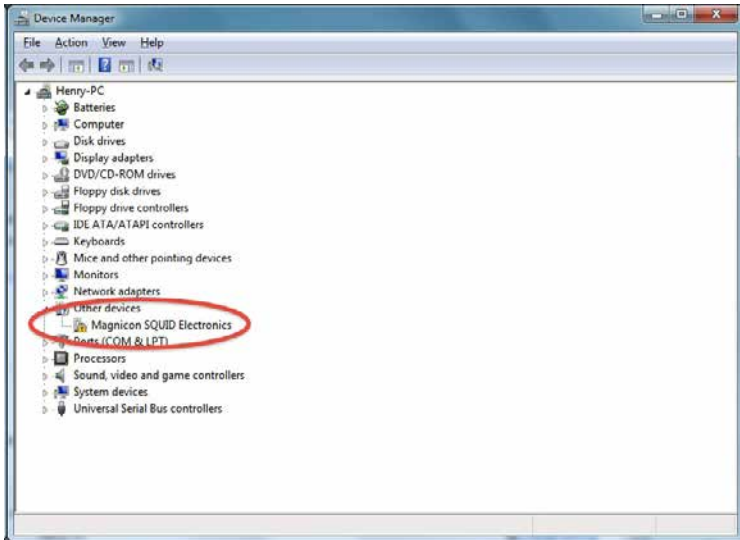 Device Manager
File Action View Help
Henry-PC
Batteries
Computer
Disk drives
Display adapters
DVD/CD-ROM drives
Floppy disk drives
Floppy drive controllers
IDE ATA/ATAPI controllers
Keyboards
Mice and other pointing devices
Monitors
Network adapters
Other devices
Magnicon SQUID Electronics
Ports (COM & LPT)
Processors
Sound, video and game controllers
System devices
Universal Serial Bus controllers